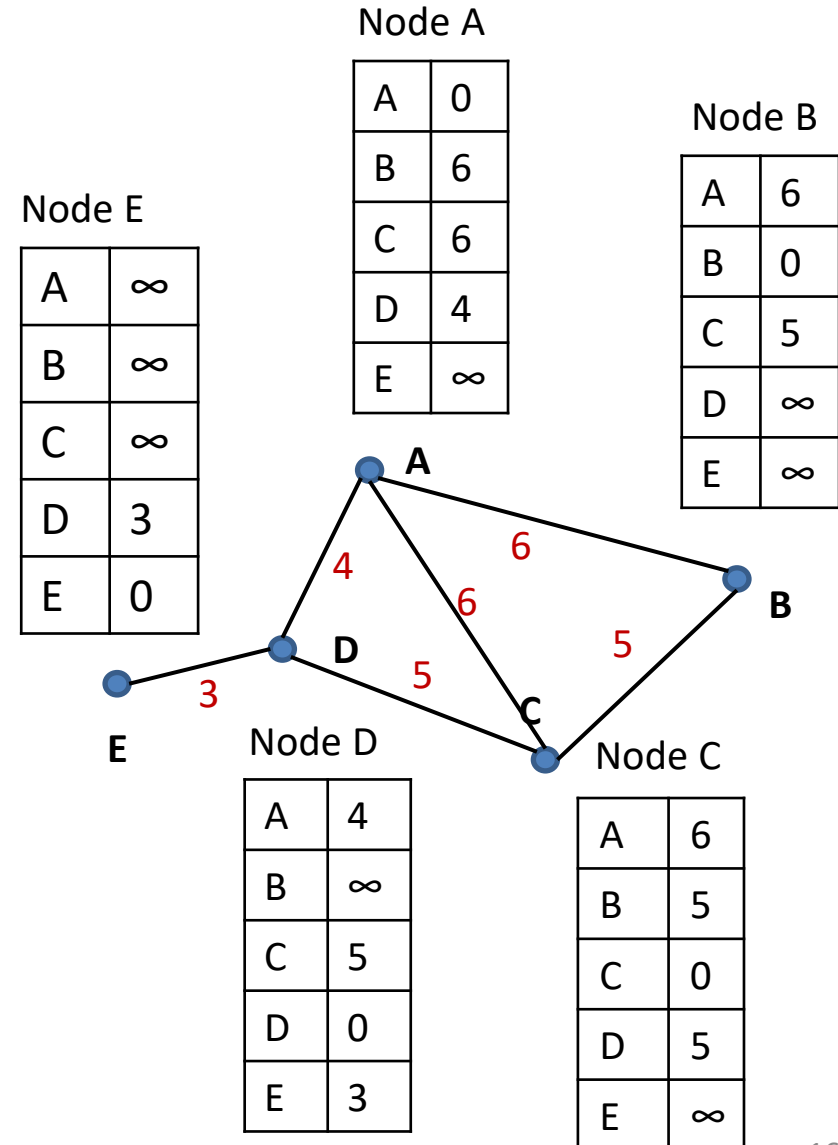 Node A
A 0
B 6
C 6
D 4
E ∞
Node B
A 6
B 0
C 5
D ∞
E ∞
Node E
A ∞
B ∞
C ∞
D 3
E 0
A
B
C
D
E
4
6
6
5
5
3
Node D
A 4
B ∞
C 5
D 0
E 3
Node C
A 6
B 5
C 0
D 5
E ∞